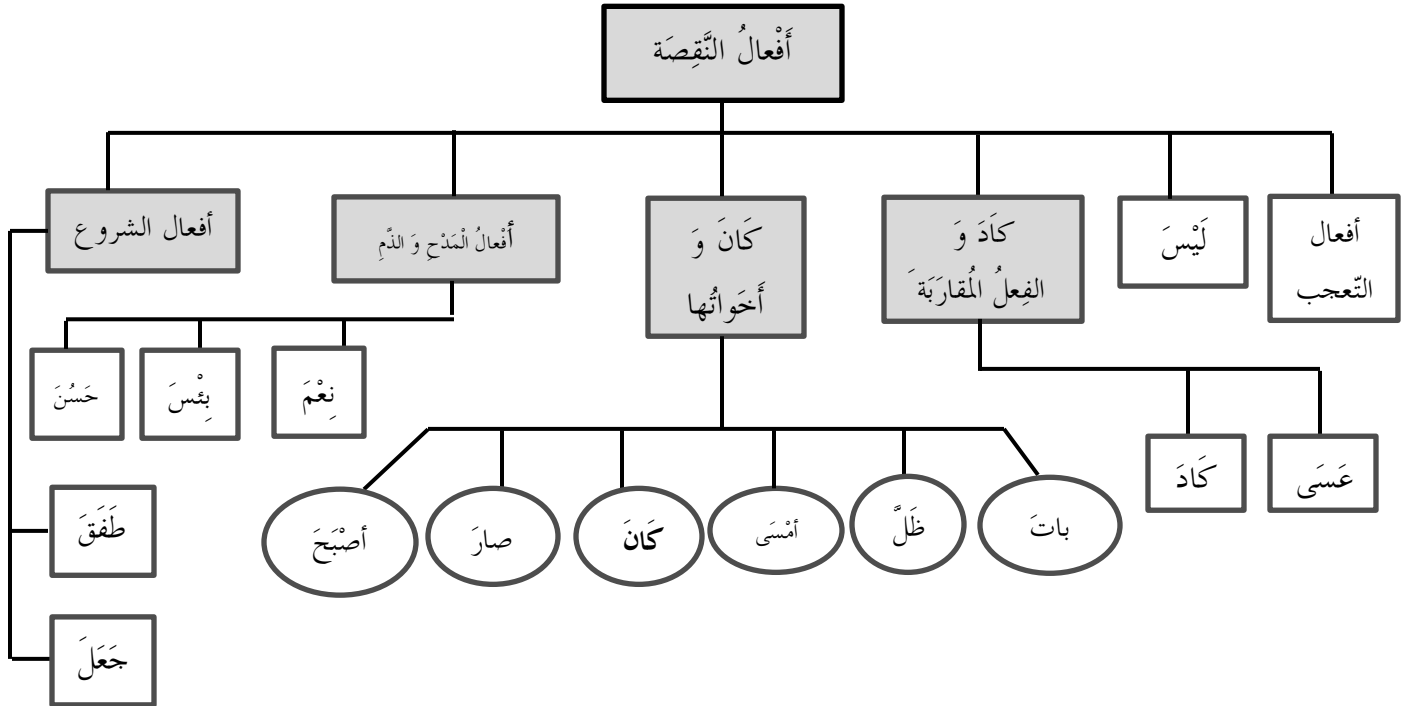 أَفْعالُ النَّقِصَة
أفعال
التّعجب
لَيْسَ
كاَدَ وَ
الفِعلُ المُقارَبَة َ
كَانَ وَ
أَخَواتُها
أَفْعالُ الْمَدْحِ وَ الذَّمِ
أفعال الشروع
عَسَى
كَادَ
نِعْمَ
بِئْسَ
حَسُنَ
باتَ
ظَلَّ
أمْسَى
كَانَ
صارَ
أصْبَحَ
طَفَقَ
جَعَلَ